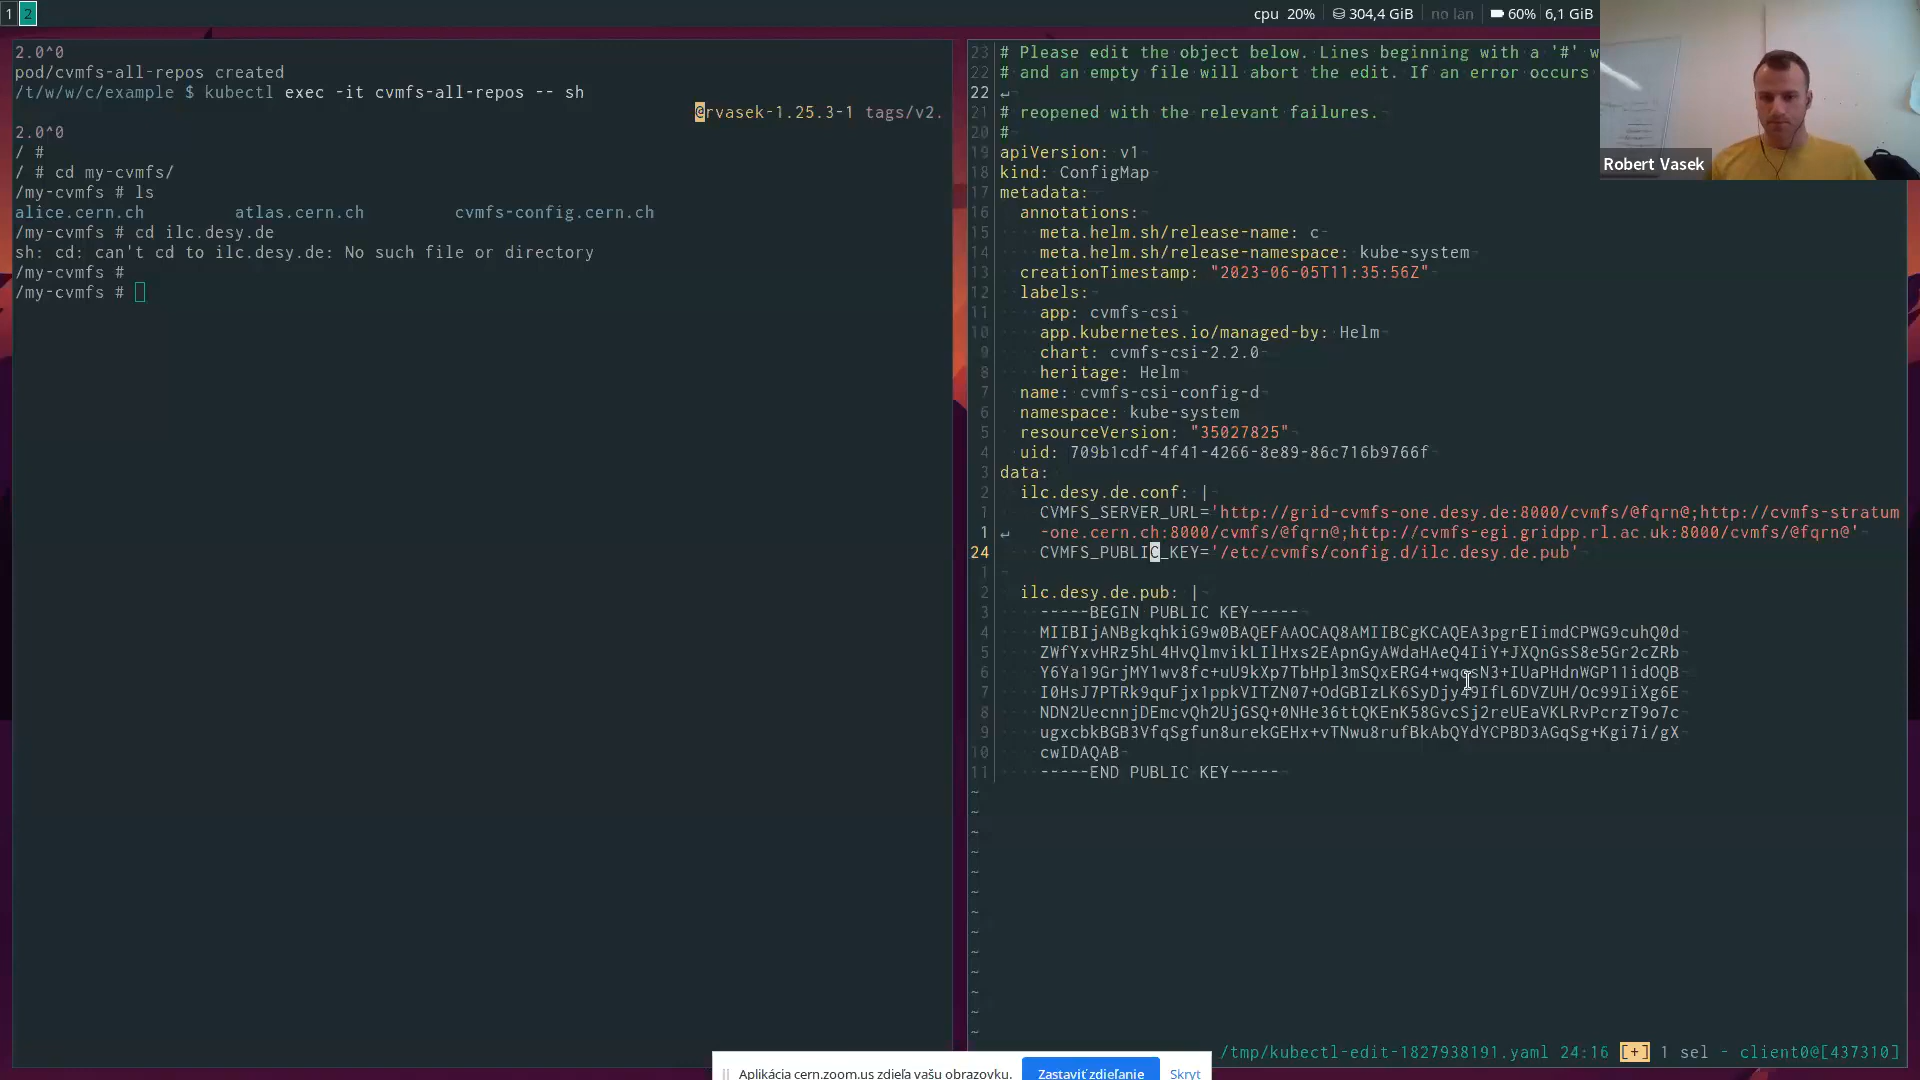 1 2
cpu 20% 304,4 GiB no lan 60% 6,1 GiB
2.0^0
pod/cvmfs-all-repos created
/t/w/w/c/example $ kubectl exec -it cvmfs-all-repos -- sh
@rvasek-1.25.3-1 tags/v2.
2.0^0
/ #
/ # cd my-cvmfs/
/my-cvmfs # ls
alice.cern.ch atlas.cern.ch cvmfs-config.cern.ch
/my-cvmfs # cd ilc.desy.de
sh: cd: can't cd to ilc.desy.de: No such file or directory
/my-cvmfs #
/my-cvmfs #
23 # Please edit the object below. Lines beginning with a '#' w
22 # and an empty file will abort the edit. If an error occurs
22 ↵
21 # reopened with the relevant failures.
20 #
19 apiVersion: v1
18 kind: ConfigMap
17 metadata:
16 annotations:
15 meta.helm.sh/release-name: c
14 meta.helm.sh/release-namespace: kube-system
13 creationTimestamp: "2023-06-05T11:35:56Z"
12 labels:
11 app: cvmfs-csi
10 app.kubernetes.io/managed-by: Helm
9 chart: cvmfs-csi-2.2.0
8 heritage: Helm
7 name: cvmfs-csi-config-d
6 namespace: kube-system
5 resourceVersion: "35027825"
4 uid: 709b1cdf-4f41-4266-8e89-86c716b9766f
3 data:
2 ilc.desy.de.conf: |
1 CVMFS_SERVER_URL='http://grid-cvmfs-one.desy.de:8000/cvmfs/@fqrn@;http://cvmfs-stratum
1 ↵ -one.cern.ch:8000/cvmfs/@fqrn@;http://cvmfs-egi.gridpp.rl.ac.uk:8000/cvmfs/@fqrn@'
24 CVMFS_PUBLIC_KEY='/etc/cvmfs/config.d/ilc.desy.de.pub'
1
2 ilc.desy.de.pub: |
3 -----BEGIN PUBLIC KEY-----
4 MIIBIjANBgkqhkiG9w0BAQEFAAOCAQ8AMIIBCgKCAQEA3pgrEIimdCPWG9cuhQ0d
5 ZWfYxvHRz5hL4HvQlmvikLIlHxs2EApnGyAWdaHAeQ4IiY+JXQnGsS8e5Gr2cZRb
6 Y6Ya19GrjMY1wv8fc+uU9kXp7TbHpl3mSQxERG4+wqqsN3+IUaPHdnWGP11idOQB
7 I0HsJ7PTRk9quFjx1ppkVITZN07+OdGBIzLK6SyDjy49IfL6DVZUH/Oc99IiXg6E
8 NDN2UecnnjDEmcvQh2UjGSQ+0NHe36ttQKEnK58GvcSj2reUEaVKLRvPcrzT9o7c
9 ugxcbkBGB3VfqSgfun8urekGEHx+vTNwu8rufBkAbQYdYCPBD3AGqSg+Kgi7i/gX
10 cwIDAQAB
11 -----END PUBLIC KEY-----
/tmp/kubectl-edit-1827938191.yaml 24:16 [+] 1 sel - client0@[437310]
Robert Vasek
Aplikácia cern.zoom.us zdieľa vašu obrazovku. Zastaviť zdieľanie Skryt